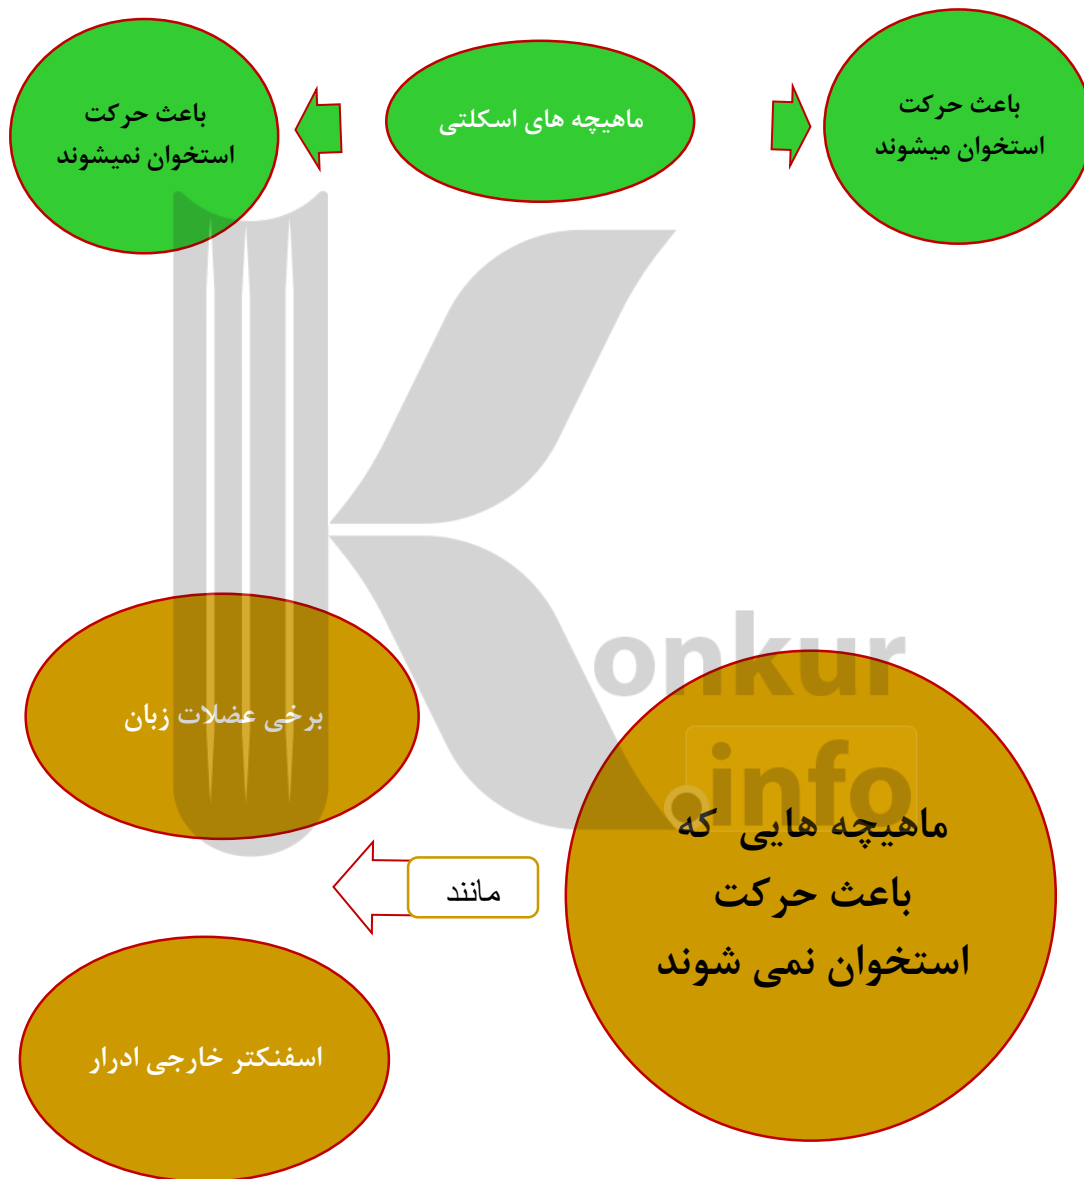 باعث حرکت
استخوان میشوند
ماهیچه های اسکلتی
باعث حرکت
استخوان نمیشوند
onkur
.info
برخی عضلات زبان
ماهیچه هایی که
باعث حرکت
استخوان نمی شوند
مانند
اسفنکتر خارجی ادرار